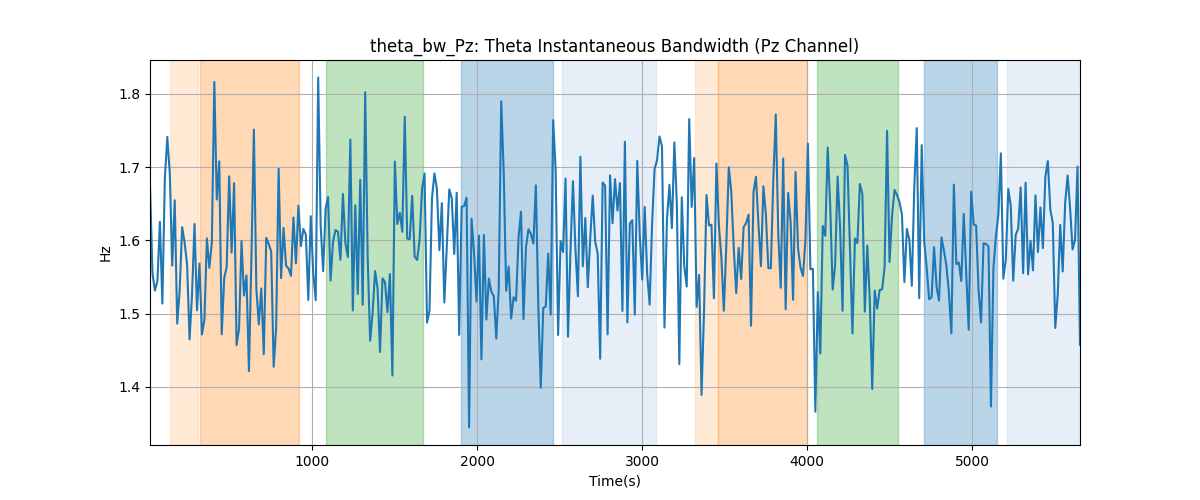 theta_bw_Pz: Theta Instantaneous Bandwidth (Pz Channel)
1.8
1.7
1.6
1.5
1.4
Hz
1000 2000 3000 4000 5000
Time(s)